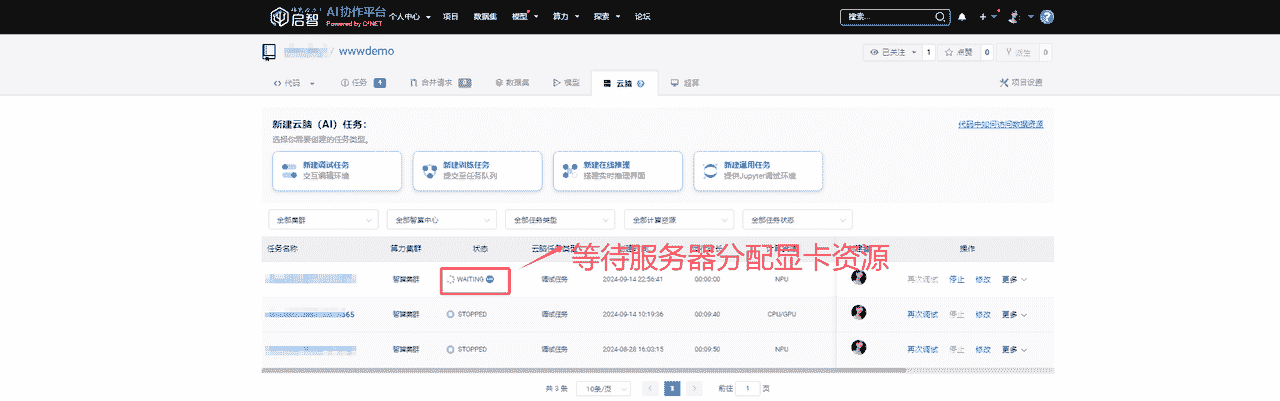 启智 AI协作平台 个人中心 项目 数据集 模型 算力 探索 论坛 搜索...
Powered by C²NET
/ wwwdemo 已关注 1 点赞 0 派生 0
代码 任务 合并请求 数据集 模型 云脑 超算 项目设置
新建云脑（AI）任务： 代码中如何访问数据资源
选择你需要创建的任务类型。
新建调试任务 新建训练任务 新建在线推理 新建通用任务
交互编辑环境 提交至任务队列 搭建实时推理界面 提供Jupyter调试环境
全部集群 全部智算中心 全部任务类型 全部计算资源 全部任务状态
任务名称 算力集群 状态 云脑任务类型 操作
等待服务器分配显卡资源
智算集群 WAITING 调试任务 2024-09-14 22:56:41 00:00:00 NPU 再次调试 停止 修改 更多
365 智算集群 STOPPED 调试任务 2024-09-14 10:19:36 00:09:40 CPU/GPU 再次调试 停止 修改 更多
智算集群 STOPPED 调试任务 2024-08-28 16:03:15 00:09:50 NPU 再次调试 停止 修改 更多
共 3 条 10条/页 1 前往 1 页